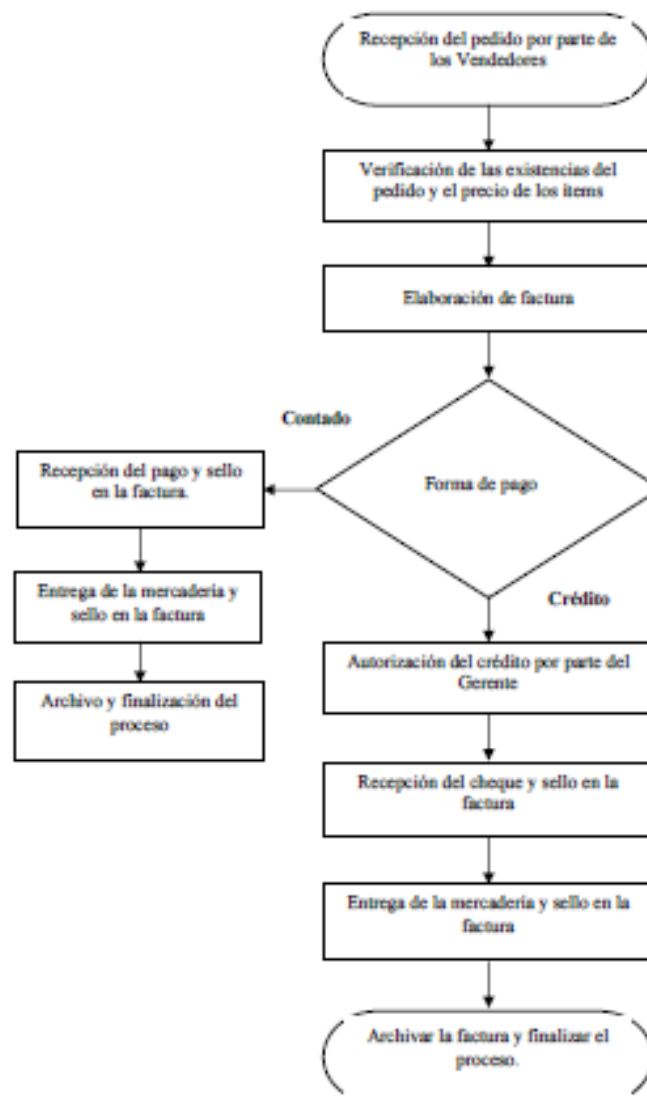 Recepción del pedido por parte de
los Vendedores
Verificación de las existencias del
pedido y el precio de los ítems
Elaboración de factura
Contado
Forma de pago
Recepción del pago y sello
en la factura.
Entrega de la mercadería y
sello en la factura
Archivo y finalización del
proceso
Crédito
Autorización del crédito por parte del
Gerente
Recepción del cheque y sello en la
factura
Entrega de la mercadería y sello en la
factura
Archivar la factura y finalizar el
proceso.